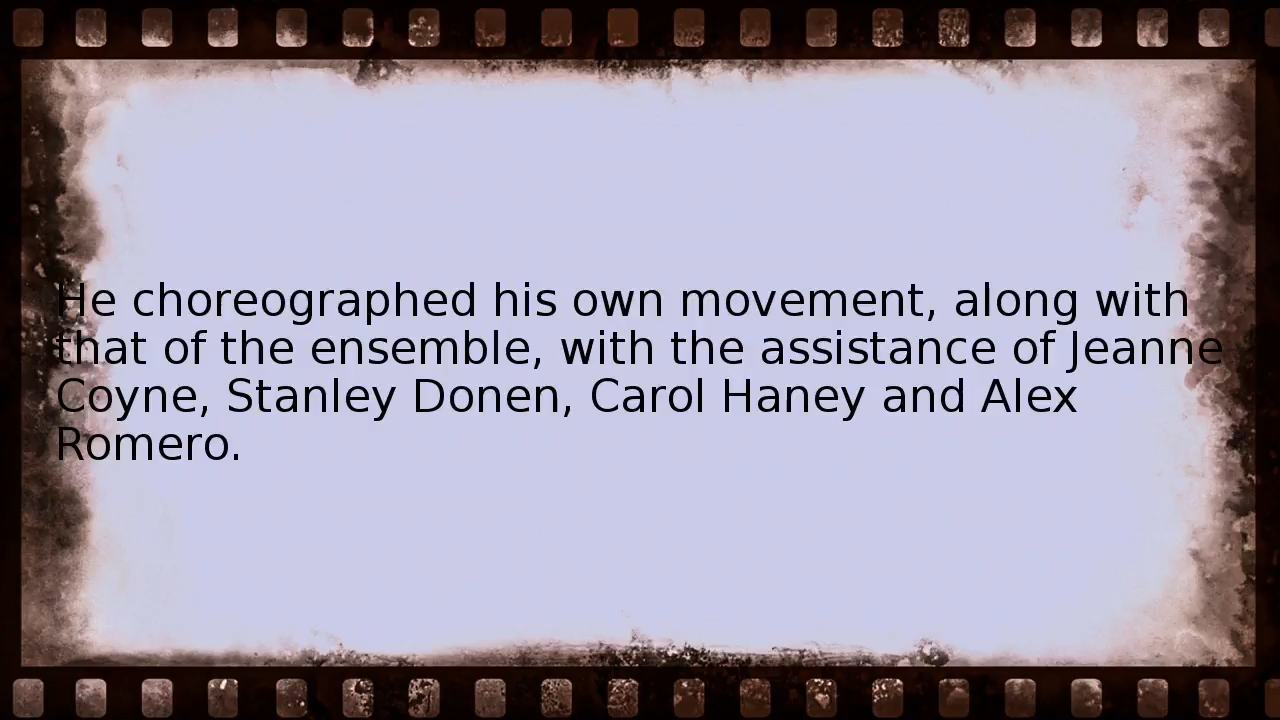 He choreographed his own movement, along with
that of the ensemble, with the assistance of Jeanne
Coyne, Stanley Donen, Carol Haney and Alex
Romero.